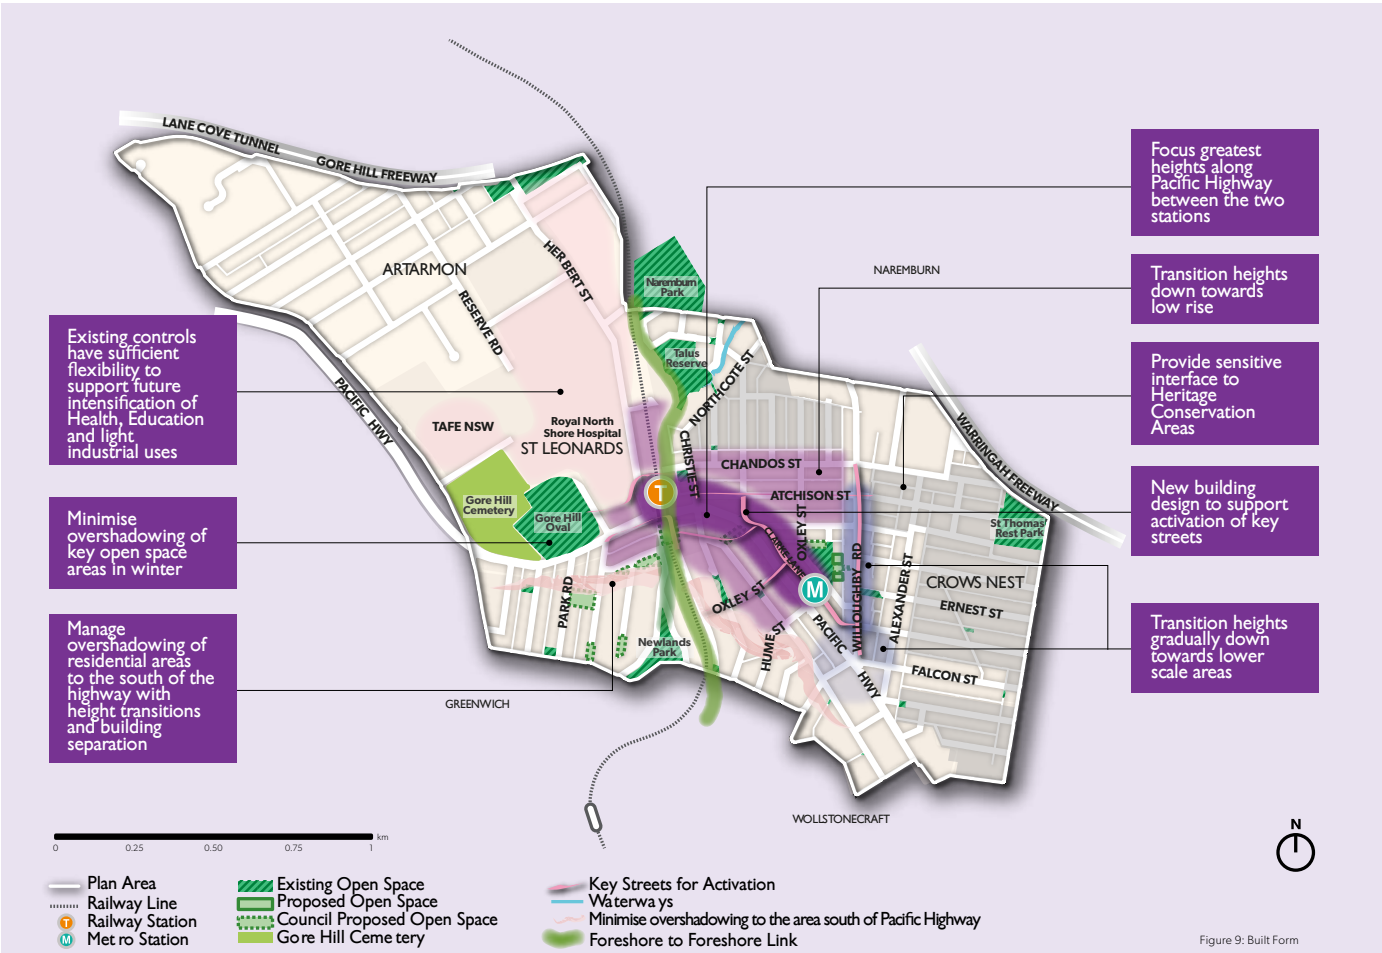 LANE COVE TUNNEL
GORE HILL FREEWAY
Focus greatest
heights along
Pacific Highway
between the two
stations
NAREMBURN
Transition heights
down towards
low rise
Provide sensitive
interface to
Heritage
Conservation
Areas
New building
design to support
activation of key
streets
Transition heights
gradually down
towards lower
scale areas
Existing controls
have sufficient
flexibility to
support future
intensification of
Health, Education
and light
industrial uses
Minimise
overshadowing of
key open space
areas in winter
Manage
overshadowing of
residential areas
to the south of the
highway with
height transitions
and building
separation
ARTARMON
HERBERT ST
RESERVE RD
PACIFIC HWY
Naremburn
Park
Talus
Reserve
NORTHCOTE ST
WARRINGAH FREEWAY
TAFE NSW
Royal North
Shore Hospital
ST LEONARDS
CHRISTIE ST
CHANDOS ST
ATCHISON ST
Gore Hill
Cemetery
Gore Hill
Oval
T
OXLEY ST
CLARKE LANE
St Thomas
Rest Park
WILLOUGHBY RD
ALEXANDER ST
CROWS NEST
ERNEST ST
M
PARK RD
OXLEY ST
HUME ST
PACIFIC
HWY
Newlands
Park
FALCON ST
GREENWICH
WOLLSTONECRAFT
km
0
0.25
0.50
0.75
1
N
Plan Area
Railway Line
T
Railway Station
M
Metro Station
Existing Open Space
Proposed Open Space
Council Proposed Open Space
Gore Hill Cemetery
Key Streets for Activation
Waterways
Minimise overshadowing to the area south of Pacific Highway
Foreshore to Foreshore Link
Figure 9: Built Form